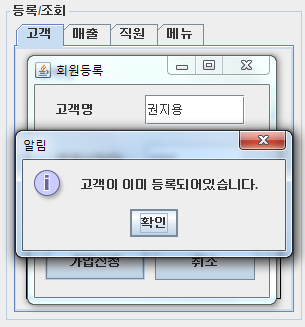 등록/조회
고객 매출 직원 메뉴
회원등록
고객명 권지용
알림
고객이 이미 등록되어있습니다.
확인
가입신청 취소